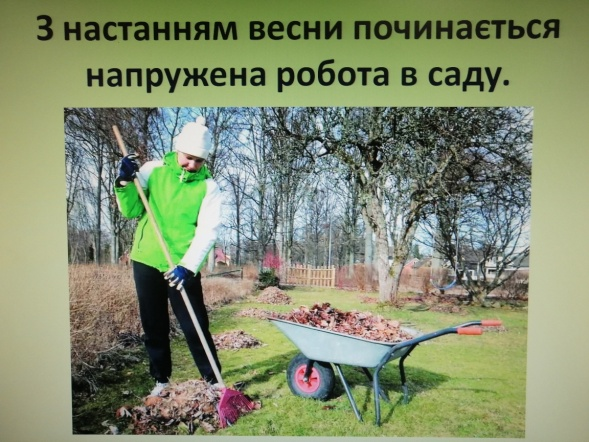 З настанням весни починається
напружена робота в саду.